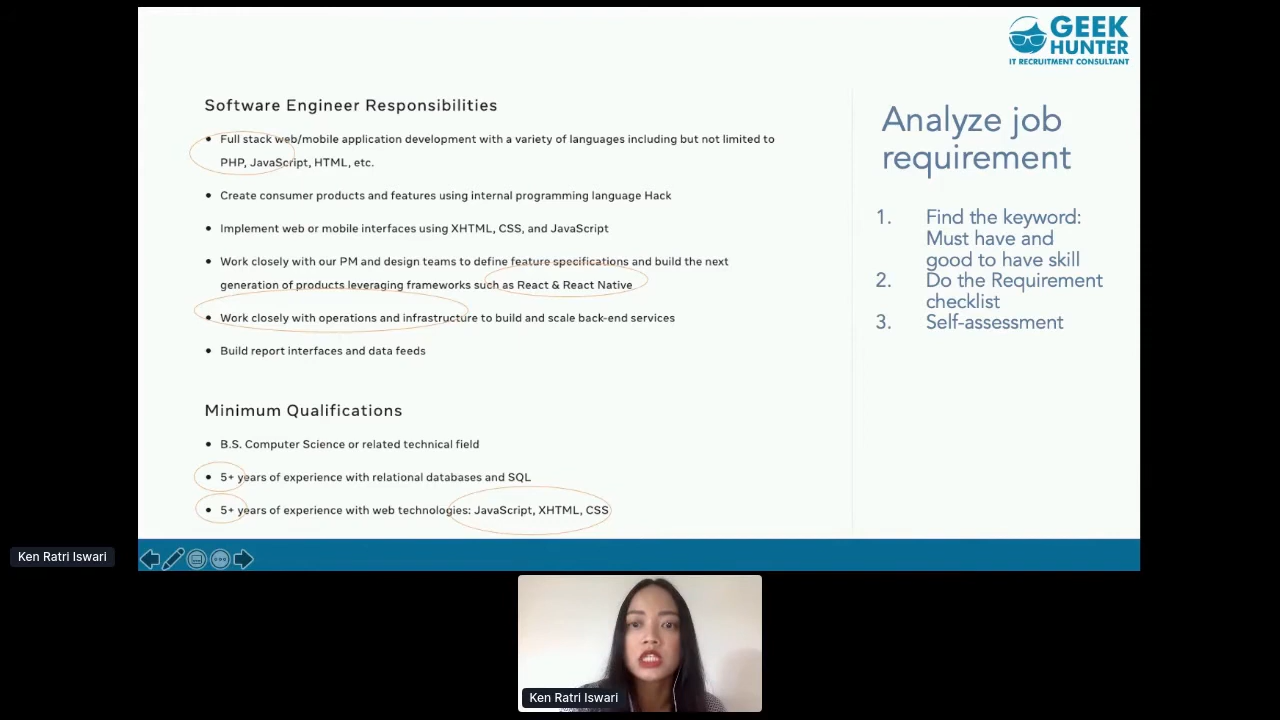 GEEK
HUNTER
IT RECRUITMENT CONSULTANT
Software Engineer Responsibilities
• Full stack web/mobile application development with a variety of languages including but not limited to
PHP, JavaScript, HTML, etc.
• Create consumer products and features using internal programming language Hack
• Implement web or mobile interfaces using XHTML, CSS, and JavaScript
• Work closely with our PM and design teams to define feature specifications and build the next
generation of products leveraging frameworks such as React & React Native
• Work closely with operations and infrastructure to build and scale back-end services
• Build report interfaces and data feeds
Minimum Qualifications
• B.S. Computer Science or related technical field
• 5+ years of experience with relational databases and SQL
• 5+ years of experience with web technologies: JavaScript, XHTML, CSS
Analyze job
requirement
1. Find the keyword:
Must have and
good to have skill
2. Do the Requirement
checklist
3. Self-assessment
Ken Ratri Iswari
Ken Ratri Iswari